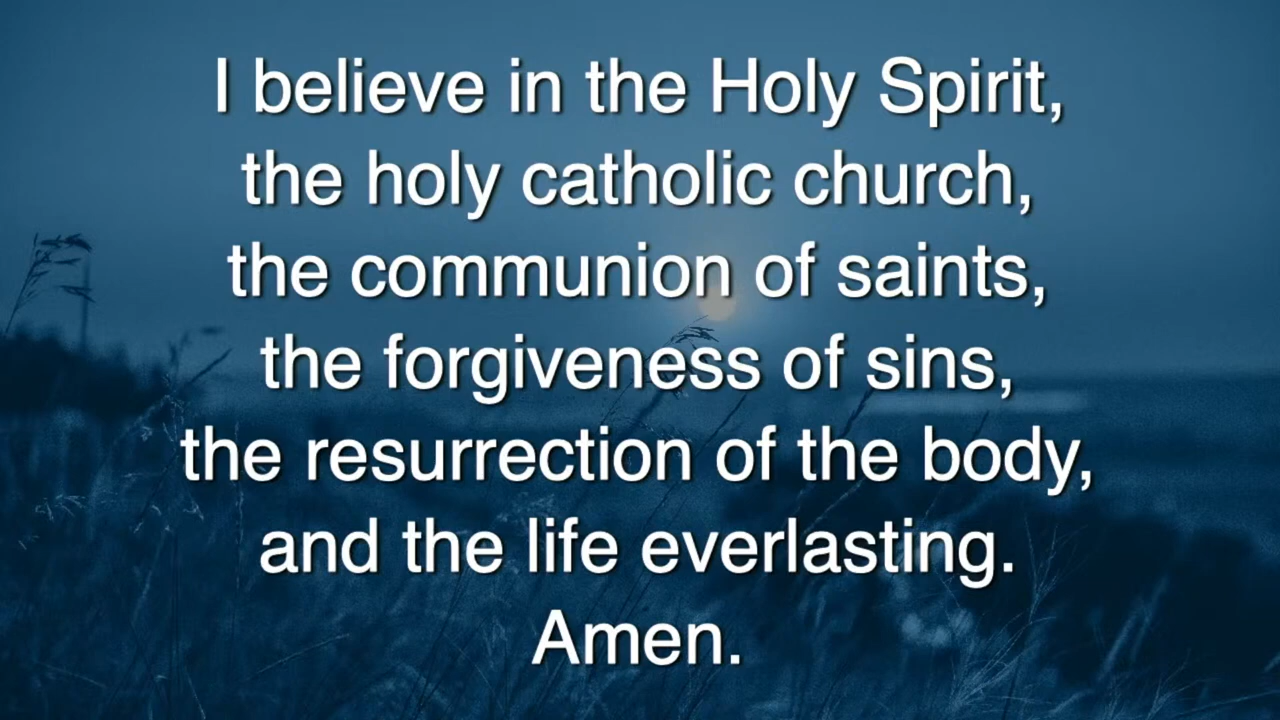 I believe in the Holy Spirit,
the holy catholic church,
the communion of saints,
the forgiveness of sins,
the resurrection of the body,
and the life everlasting.
Amen.